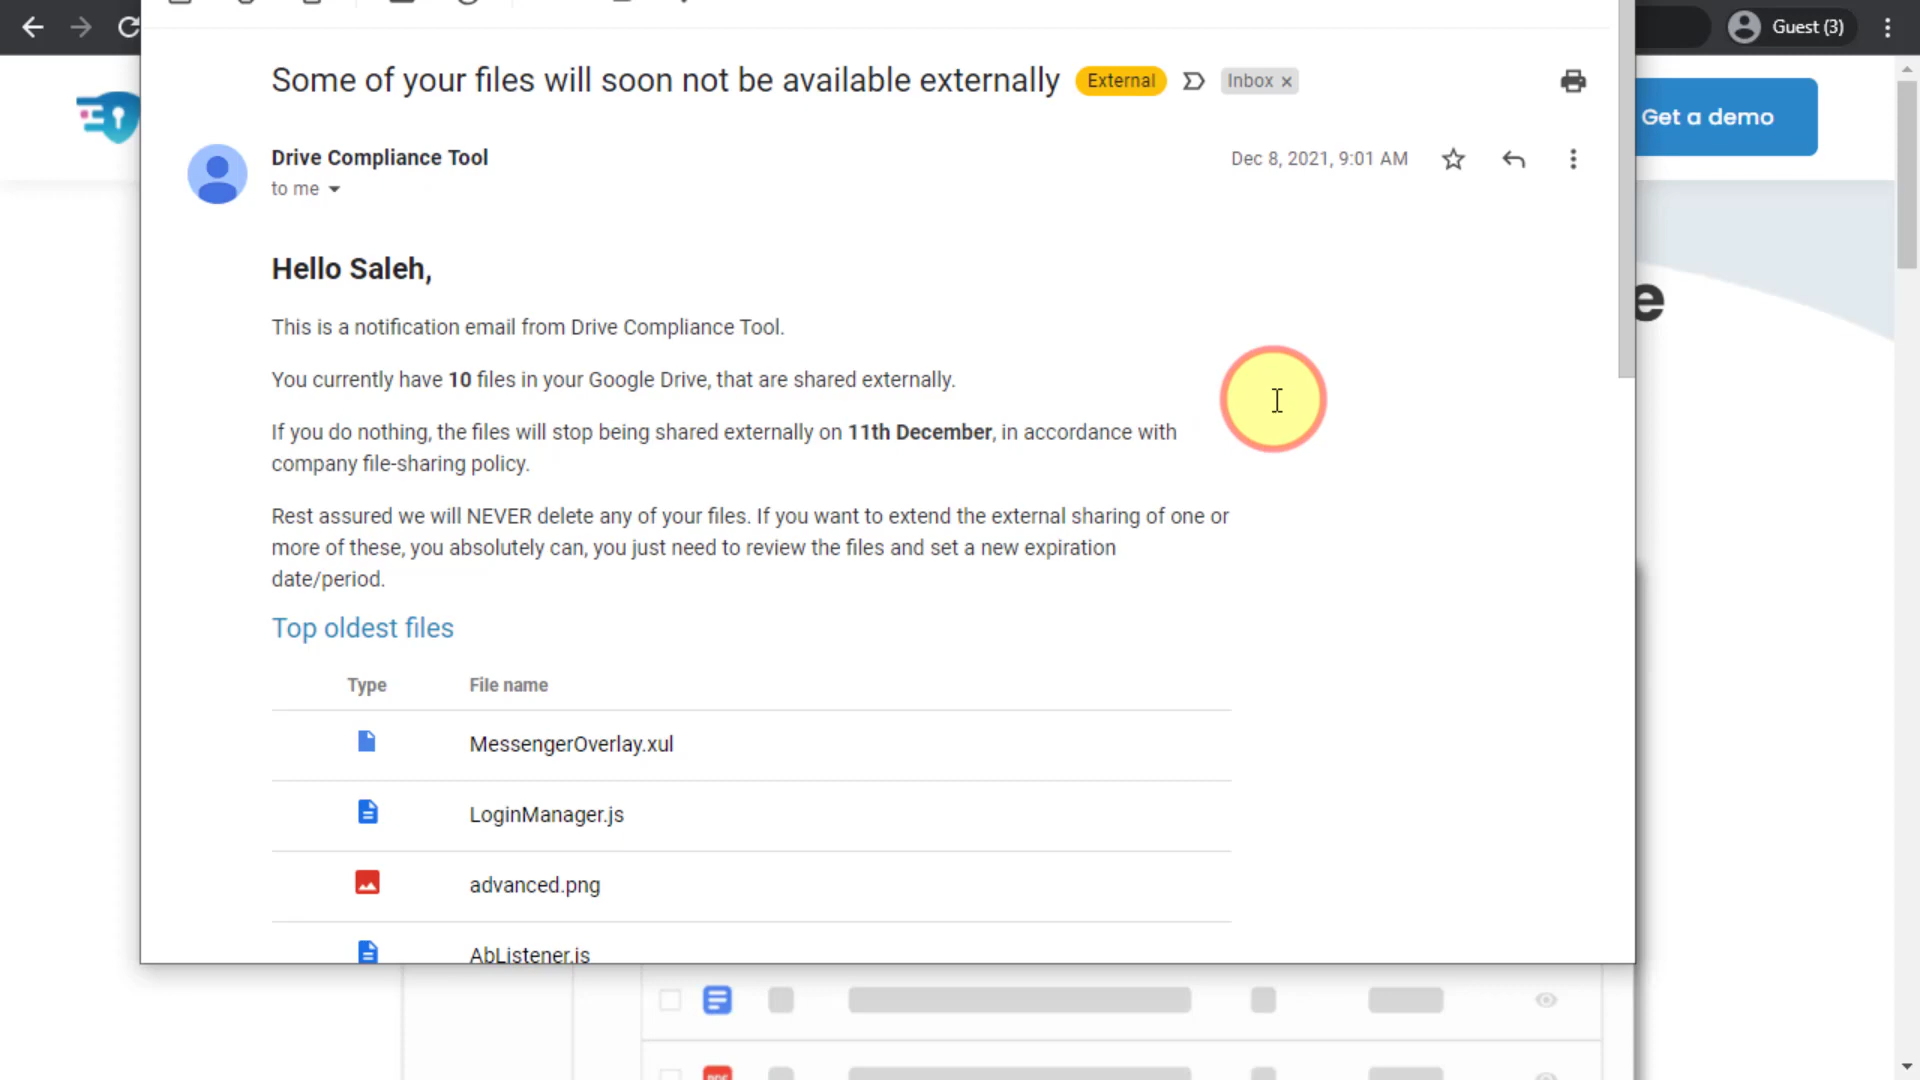 Guest (3)
Some of your files will soon not be available externally External Inbox ×
Get a demo
Drive Compliance Tool Dec 8, 2021, 9:01 AM
to me
Hello Saleh,
e
This is a notification email from Drive Compliance Tool.
You currently have 10 files in your Google Drive, that are shared externally.
If you do nothing, the files will stop being shared externally on 11th December, in accordance with
company file-sharing policy.
Rest assured we will NEVER delete any of your files. If you want to extend the external sharing of one or
more of these, you absolutely can, you just need to review the files and set a new expiration
date/period.
Top oldest files
Type File name
MessengerOverlay.xul
LoginManager.js
advanced.png
AbListener.js
PDF